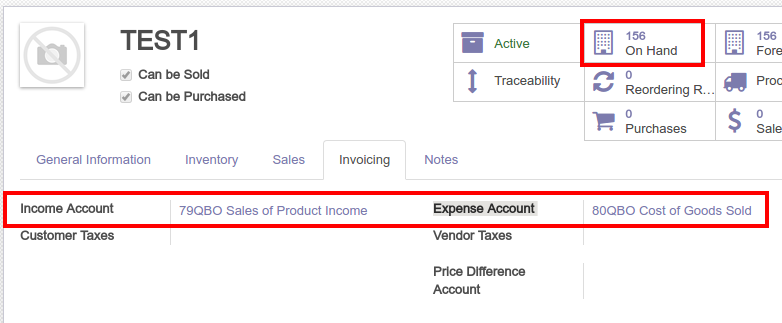 TEST1
Can be Sold
Can be Purchased
Active
156
On Hand
156
Fore
Traceability
0
Reordering R...
Proc
0
Purchases
0
Sale
General Information
Inventory
Sales
Invoicing
Notes
Income Account
79QBO Sales of Product Income
Expense Account
80QBO Cost of Goods Sold
Customer Taxes
Vendor Taxes
Price Difference
Account